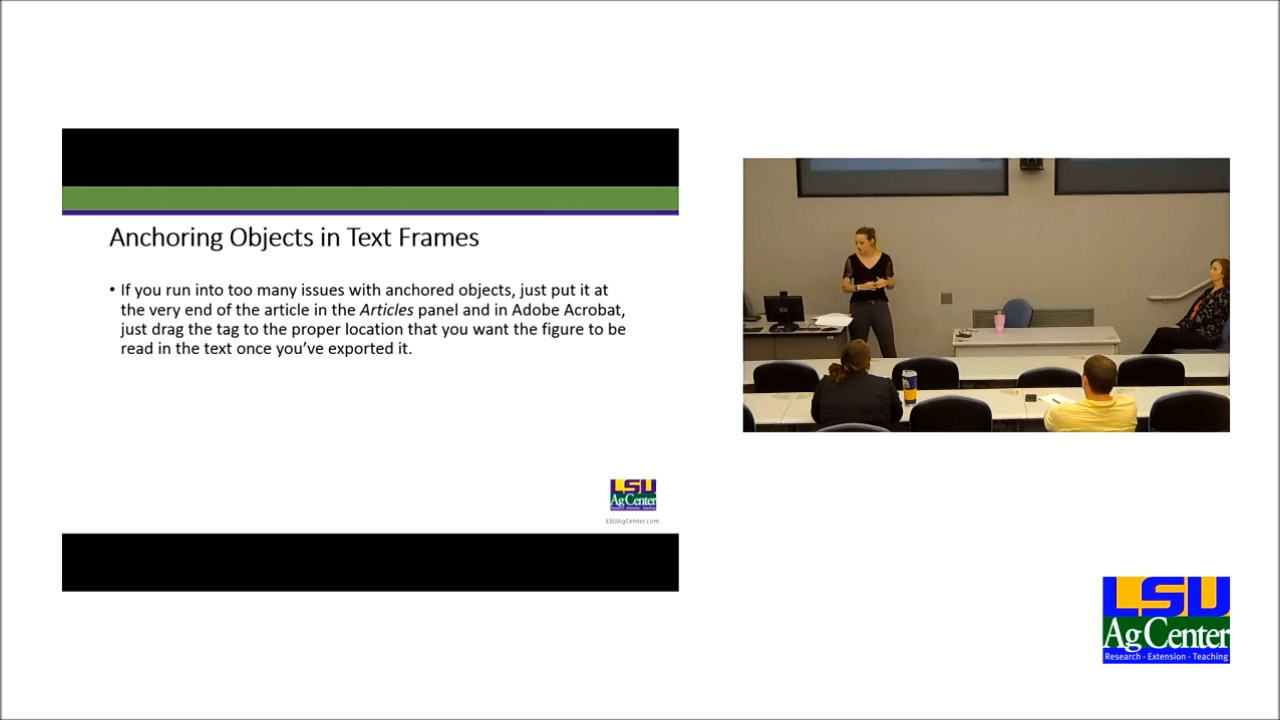 Anchoring Objects in Text Frames
• If you run into too many issues with anchored objects, just put it at
the very end of the article in the Articles panel and in Adobe Acrobat,
just drag the tag to the proper location that you want the figure to be
read in the text once you’ve exported it.
LSU
AgCenter
Research - Extension - Teaching
LSUAgCenter.com
LSU
AgCenter
Research - Extension - Teaching